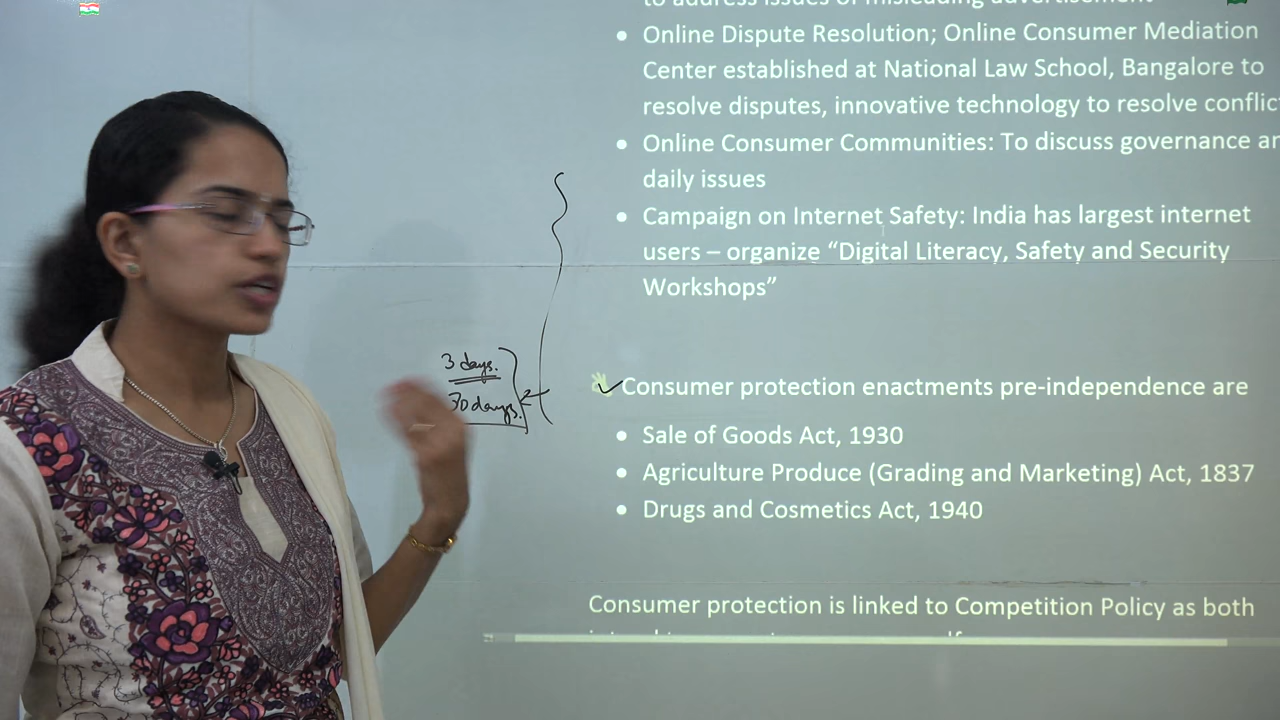 Online Dispute Resolution; Online Consumer Mediation
Center established at National Law School, Bangalore to
resolve disputes, innovative technology to resolve conflic
Online Consumer Communities: To discuss governance an
daily issues
Campaign on Internet Safety: India has largest internet
users – organize “Digital Literacy, Safety and Security
Workshops”
3 days.
30 days.
Consumer protection enactments pre-independence are
Sale of Goods Act, 1930
Agriculture Produce (Grading and Marketing) Act, 1837
Drugs and Cosmetics Act, 1940
Consumer protection is linked to Competition Policy as both